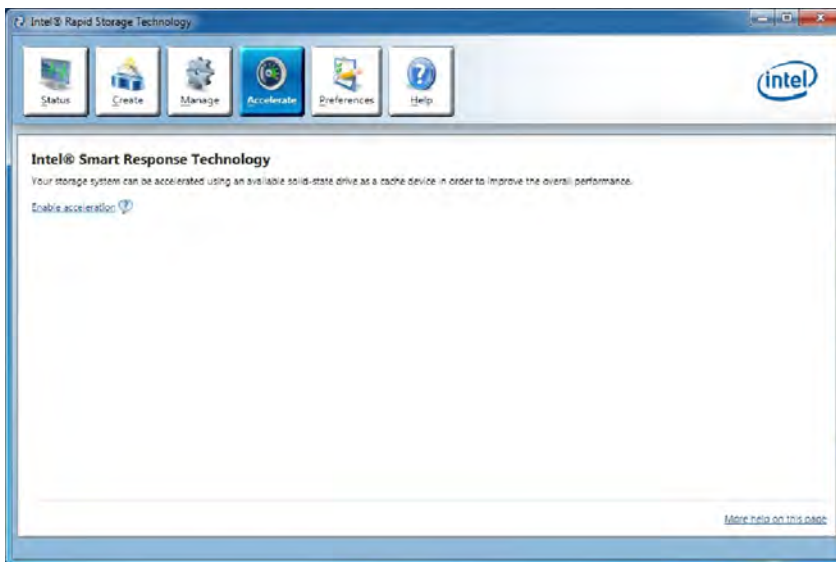 Intel® Rapid Storage Technology
Status Create Manage Accelerate Preferences Help
intel
Intel® Smart Response Technology
Your storage system can be accelerated using an available solid-state drive as a cache device in order to improve the overall performance.
Enable acceleration ?
More help on this page